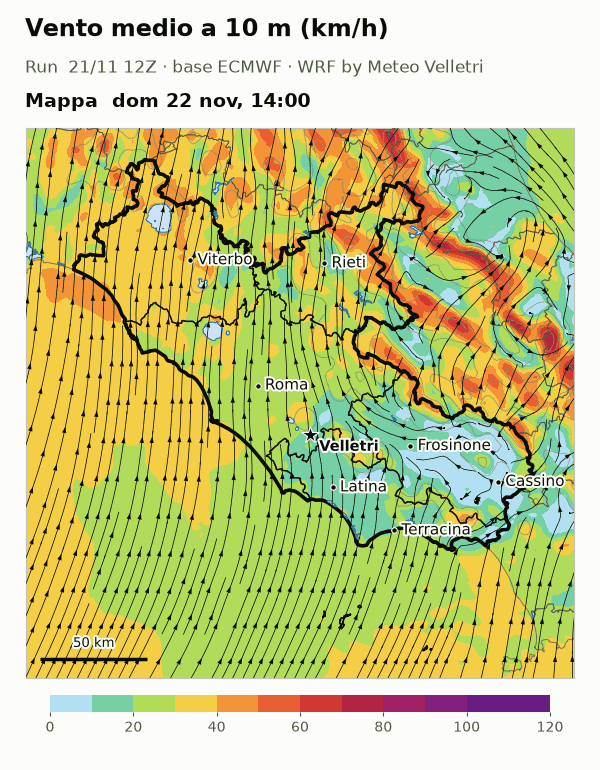 Vento medio a 10 m (km/h)
Run 21/11 12Z · base ECMWF · WRF by Meteo Velletri
Mappa dom 22 nov, 14:00
Viterbo
Rieti
Roma
Velletri
Frosinone
Cassino
Latina
Terracina
50 km
0 20 40 60 80 100 120